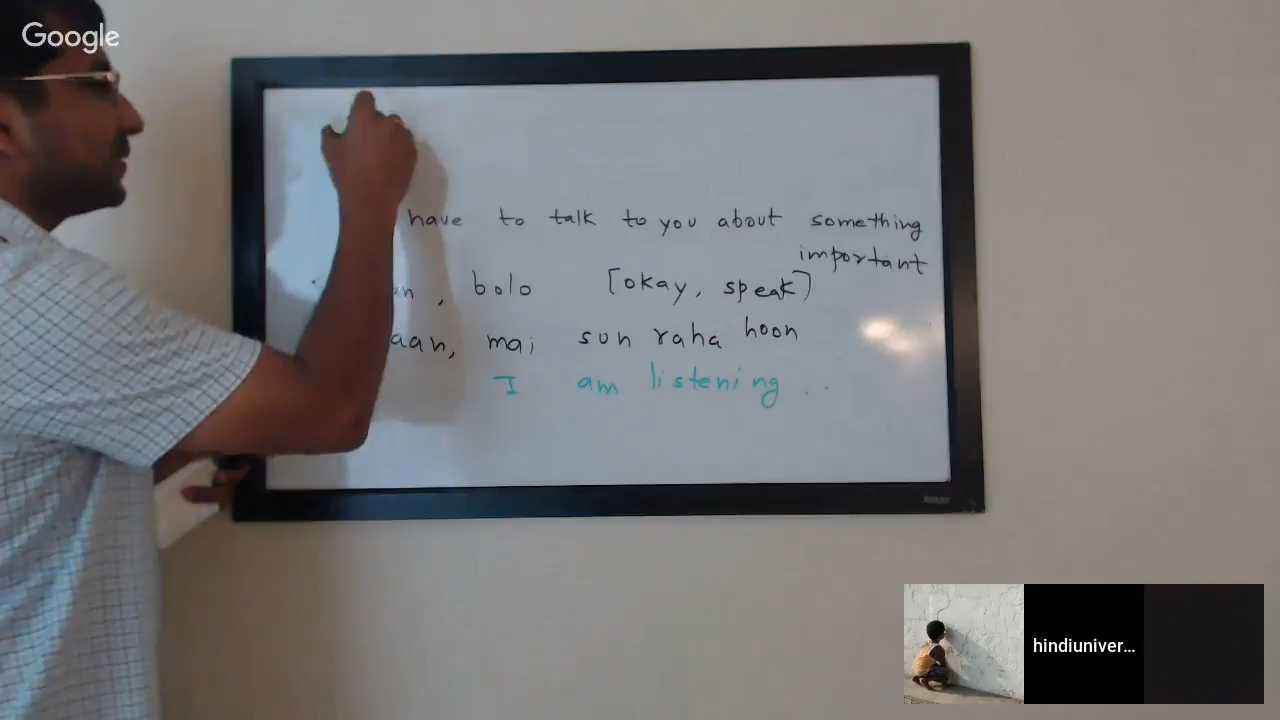 Google
have to talk to you about something
important
, bolo [okay, speak]
aan, mai sun raha hoon
I am listening ..
hindiuniver...